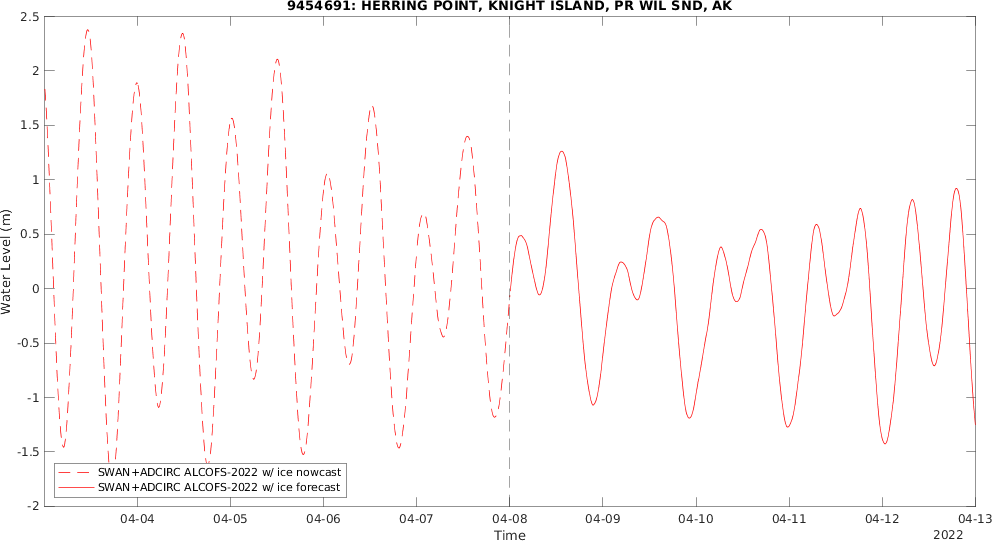 9454691: HERRING POINT, KNIGHT ISLAND, PR WIL SND, AK
2.5
2
1.5
1
0.5
0
-0.5
-1
-1.5
-2
Water Level (m)
SWAN+ADCIRC ALCOFS-2022 w/ ice nowcast
SWAN+ADCIRC ALCOFS-2022 w/ ice forecast
04-04 04-05 04-06 04-07 04-08 04-09 04-10 04-11 04-12 04-13
Time
2022